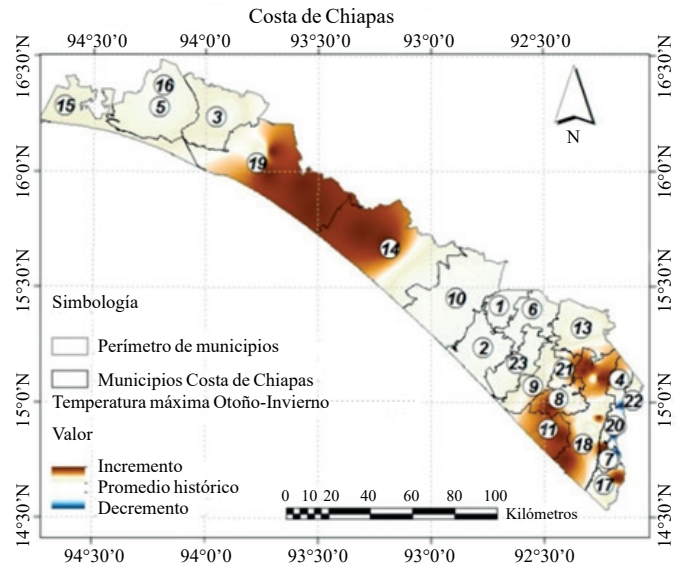 Costa de Chiapas
94°30’0 94°0’0 93°30’0 93°0’0 92°30’0
16°30’N 16°30’N
16
15 5 3
N
19
16°0’N 16°0’N
14
15°30’N 15°30’N
Simbología
10 1 6
13
Perímetro de municipios
2
23 21
4
Municipios Costa de Chiapas
9
22
15°0’N 15°0’N
Temperatura máxima Otoño-Invierno
8
20
11 18
Valor
7
Incremento
17
Promedio histórico
Decremento
0 10 20 40 60 80 100
Kilómetros
14°30’N 14°30’N
94°30’0 94°0’0 93°30’0 93°0’0 92°30’0